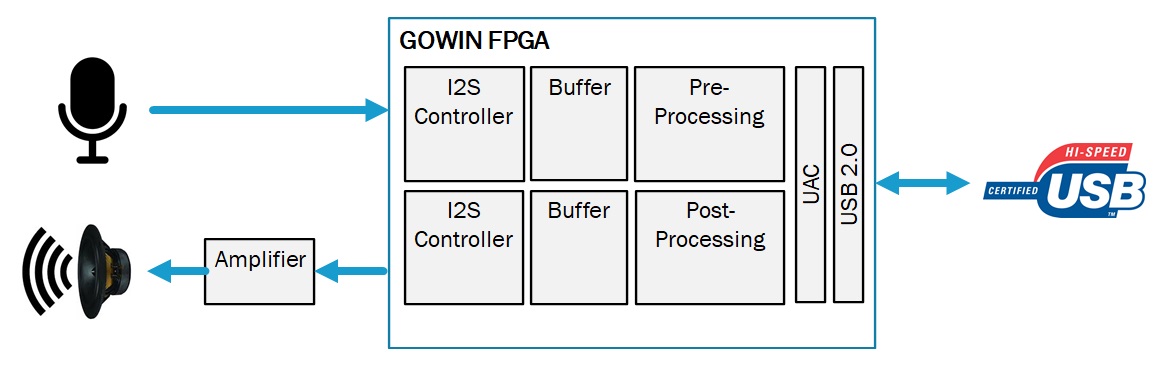 GOWIN FPGA
I2S
Controller
Buffer
Pre-
Processing
I2S
Controller
Buffer
Post-
Processing
UAC
USB 2.0
Amplifier
HI-SPEED
CERTIFIED
USB
TM